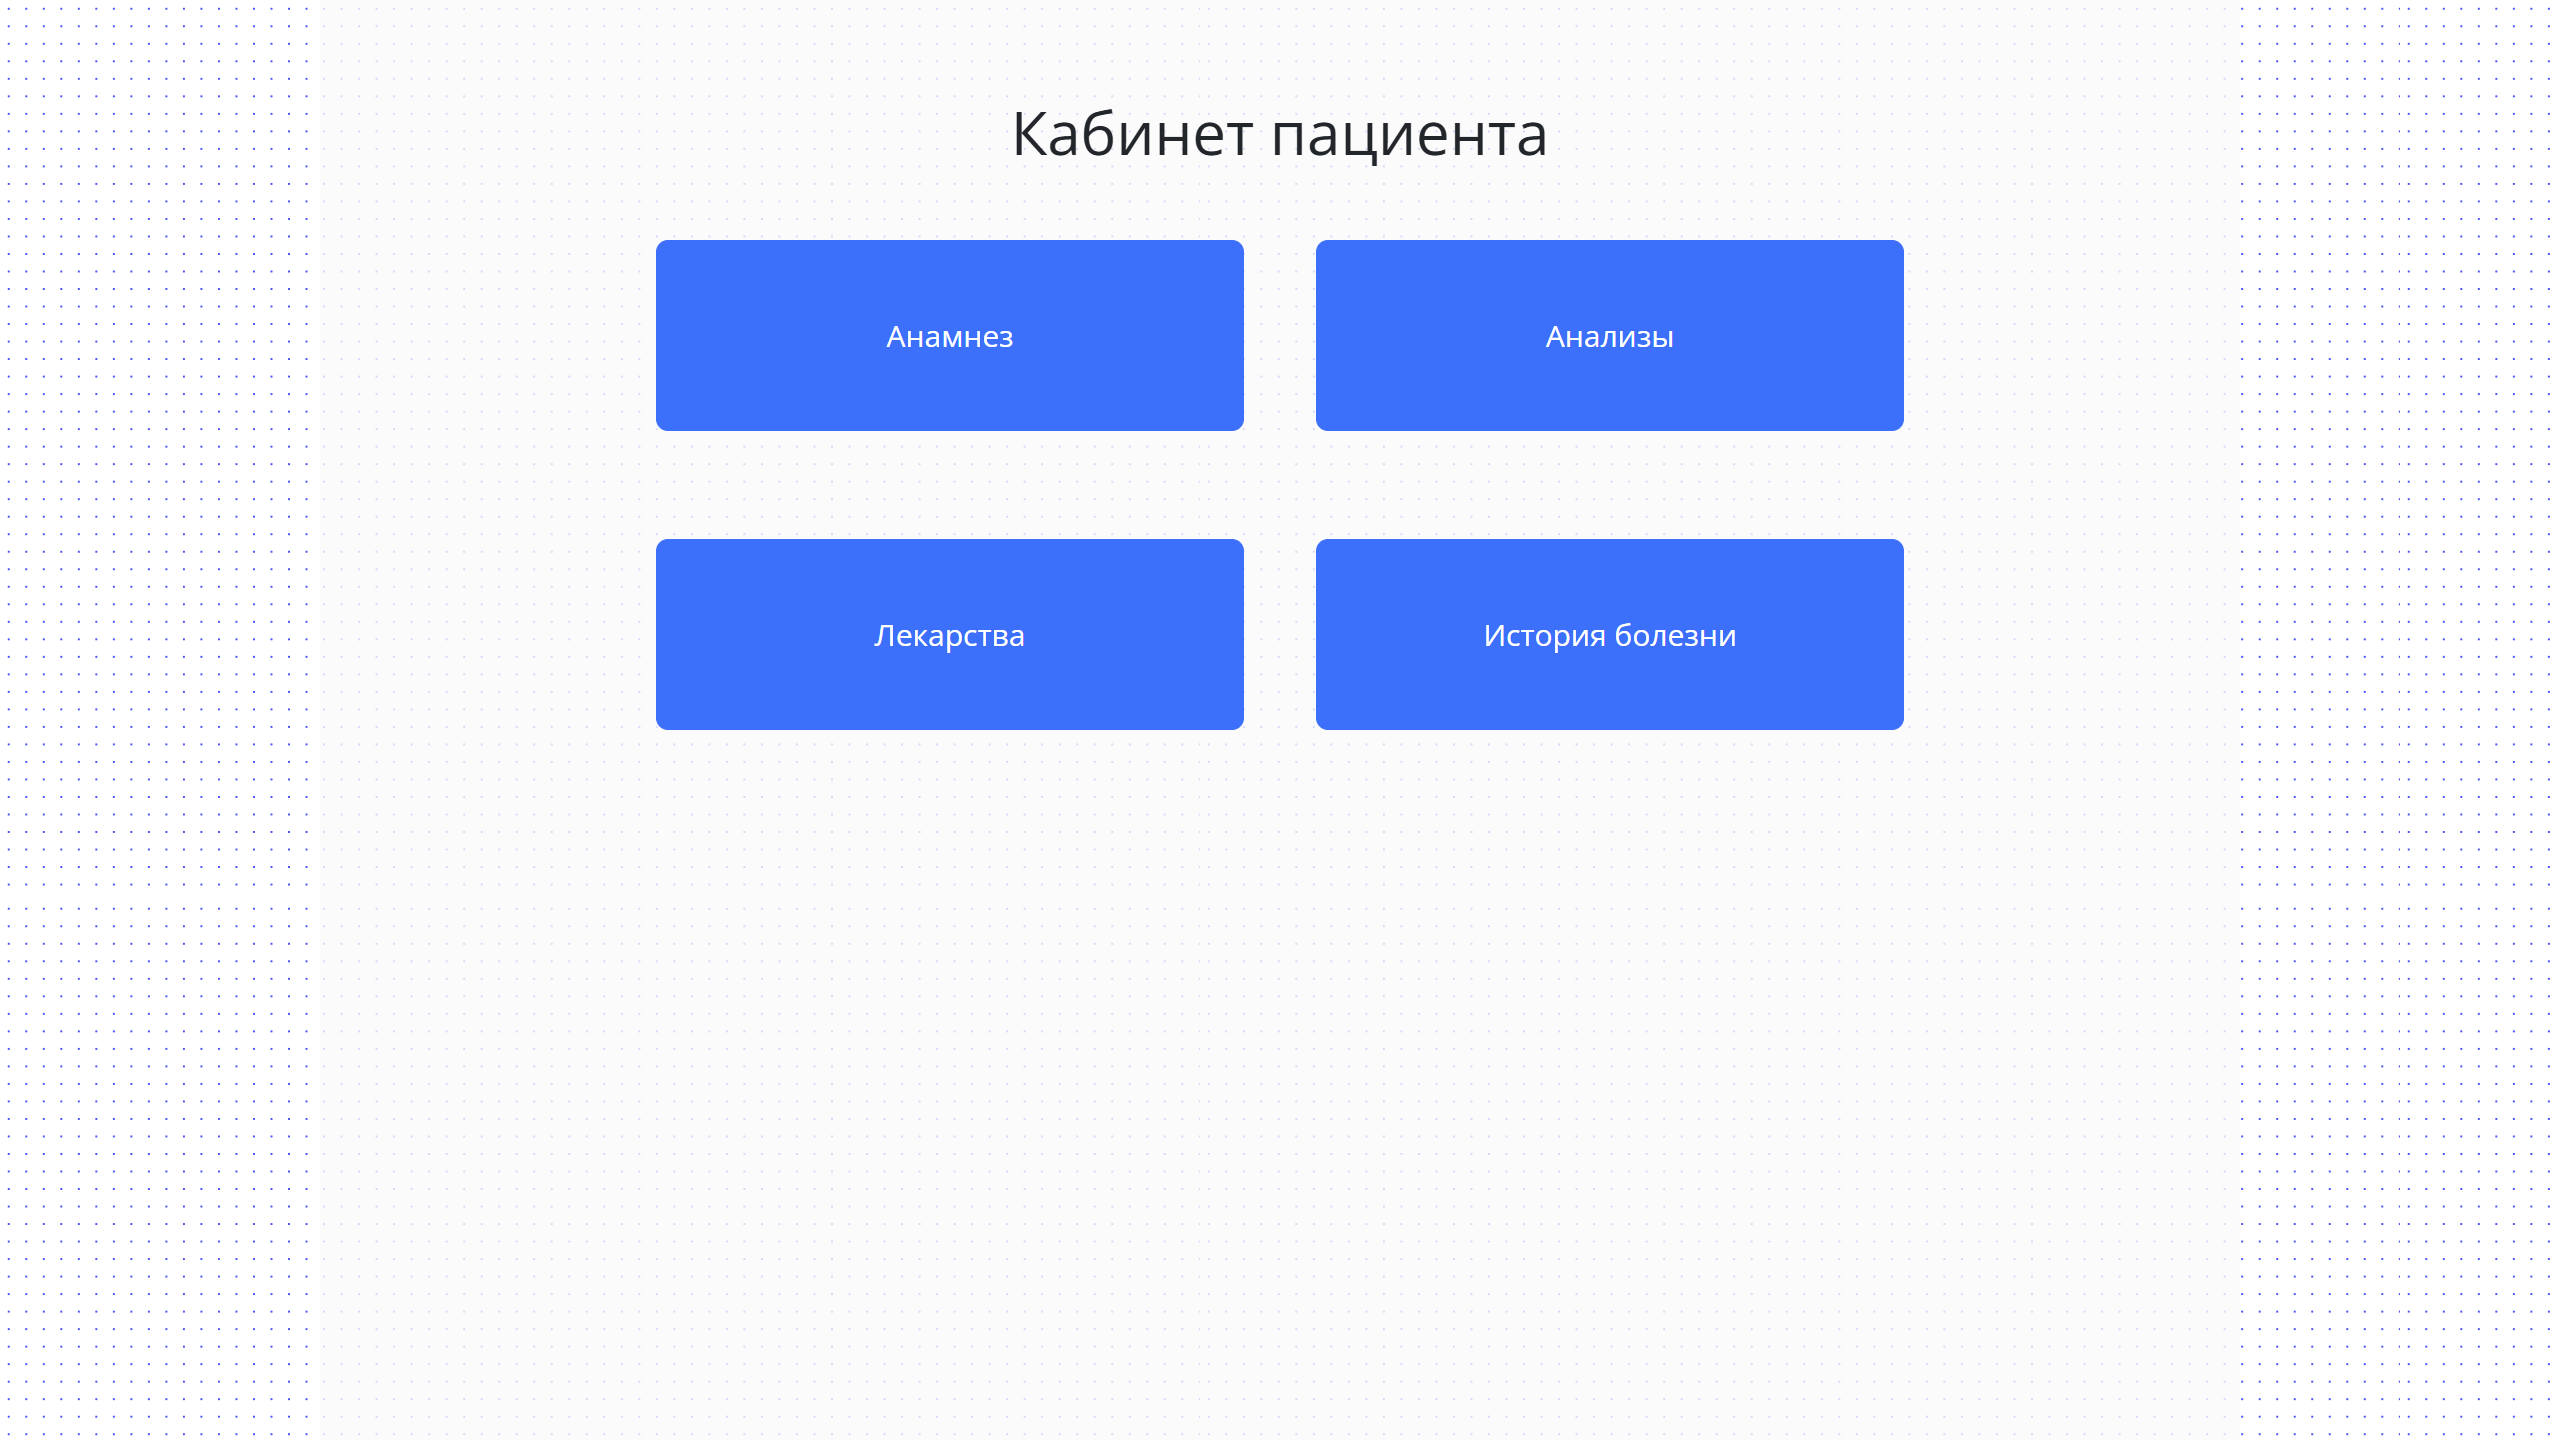 Кабинет пациента
Анамнез
Анализы
Лекарства
История болезни